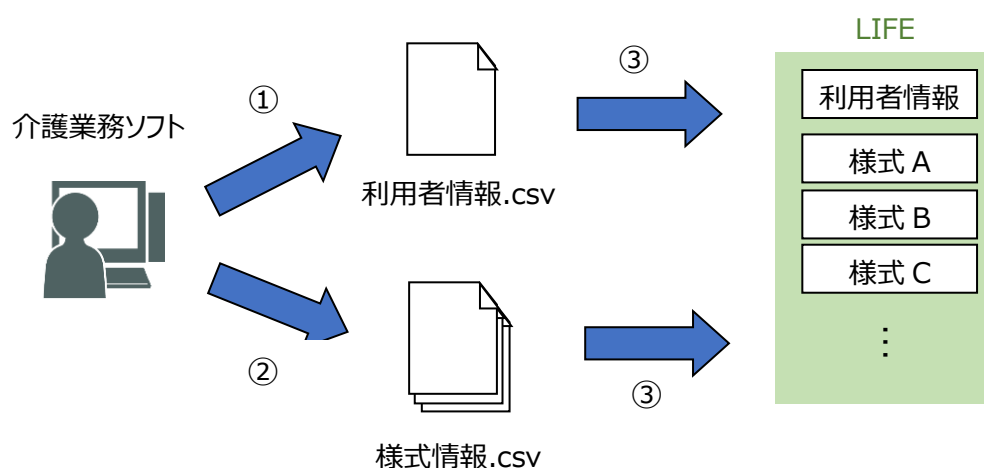 LIFE
③
利用者情報
①
介護業務ソフト
様式 A
利用者情報.csv
様式 B
様式 C
⋮
②
③
様式情報.csv